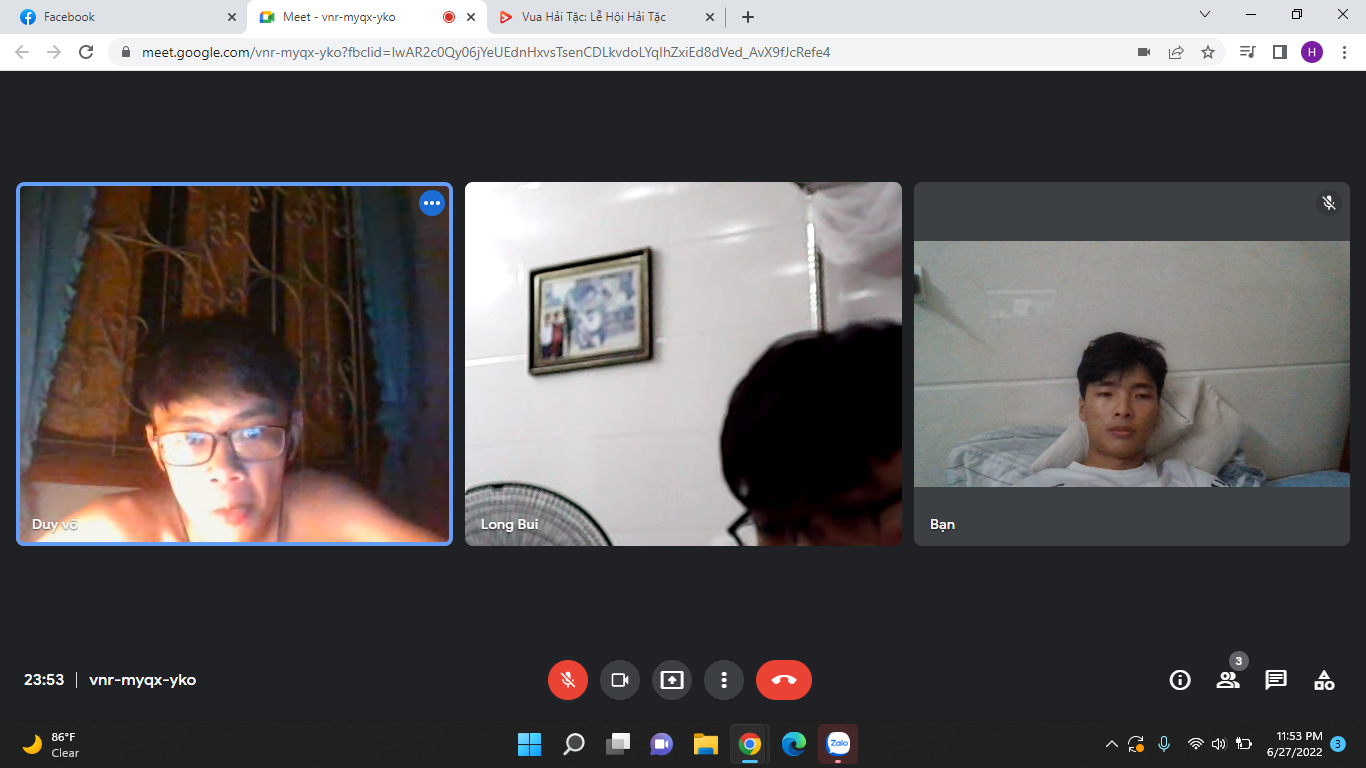 Facebook
Meet - vnr-myqx-yko
Vua Hải Tặc: Lễ Hội Hải Tặc
meet.google.com/vnr-myqx-yko?fbclid=IwAR2c0Qy06jYeUEdnHxvsTsenCDLkvdoLYqIhZxiEd8dVed_AvX9fJcRefe4
H
Duy võ
Long Bui
Bạn
23:53 | vnr-myqx-yko
3
86°F
Clear
Zalo
11:53 PM
6/27/2022
3